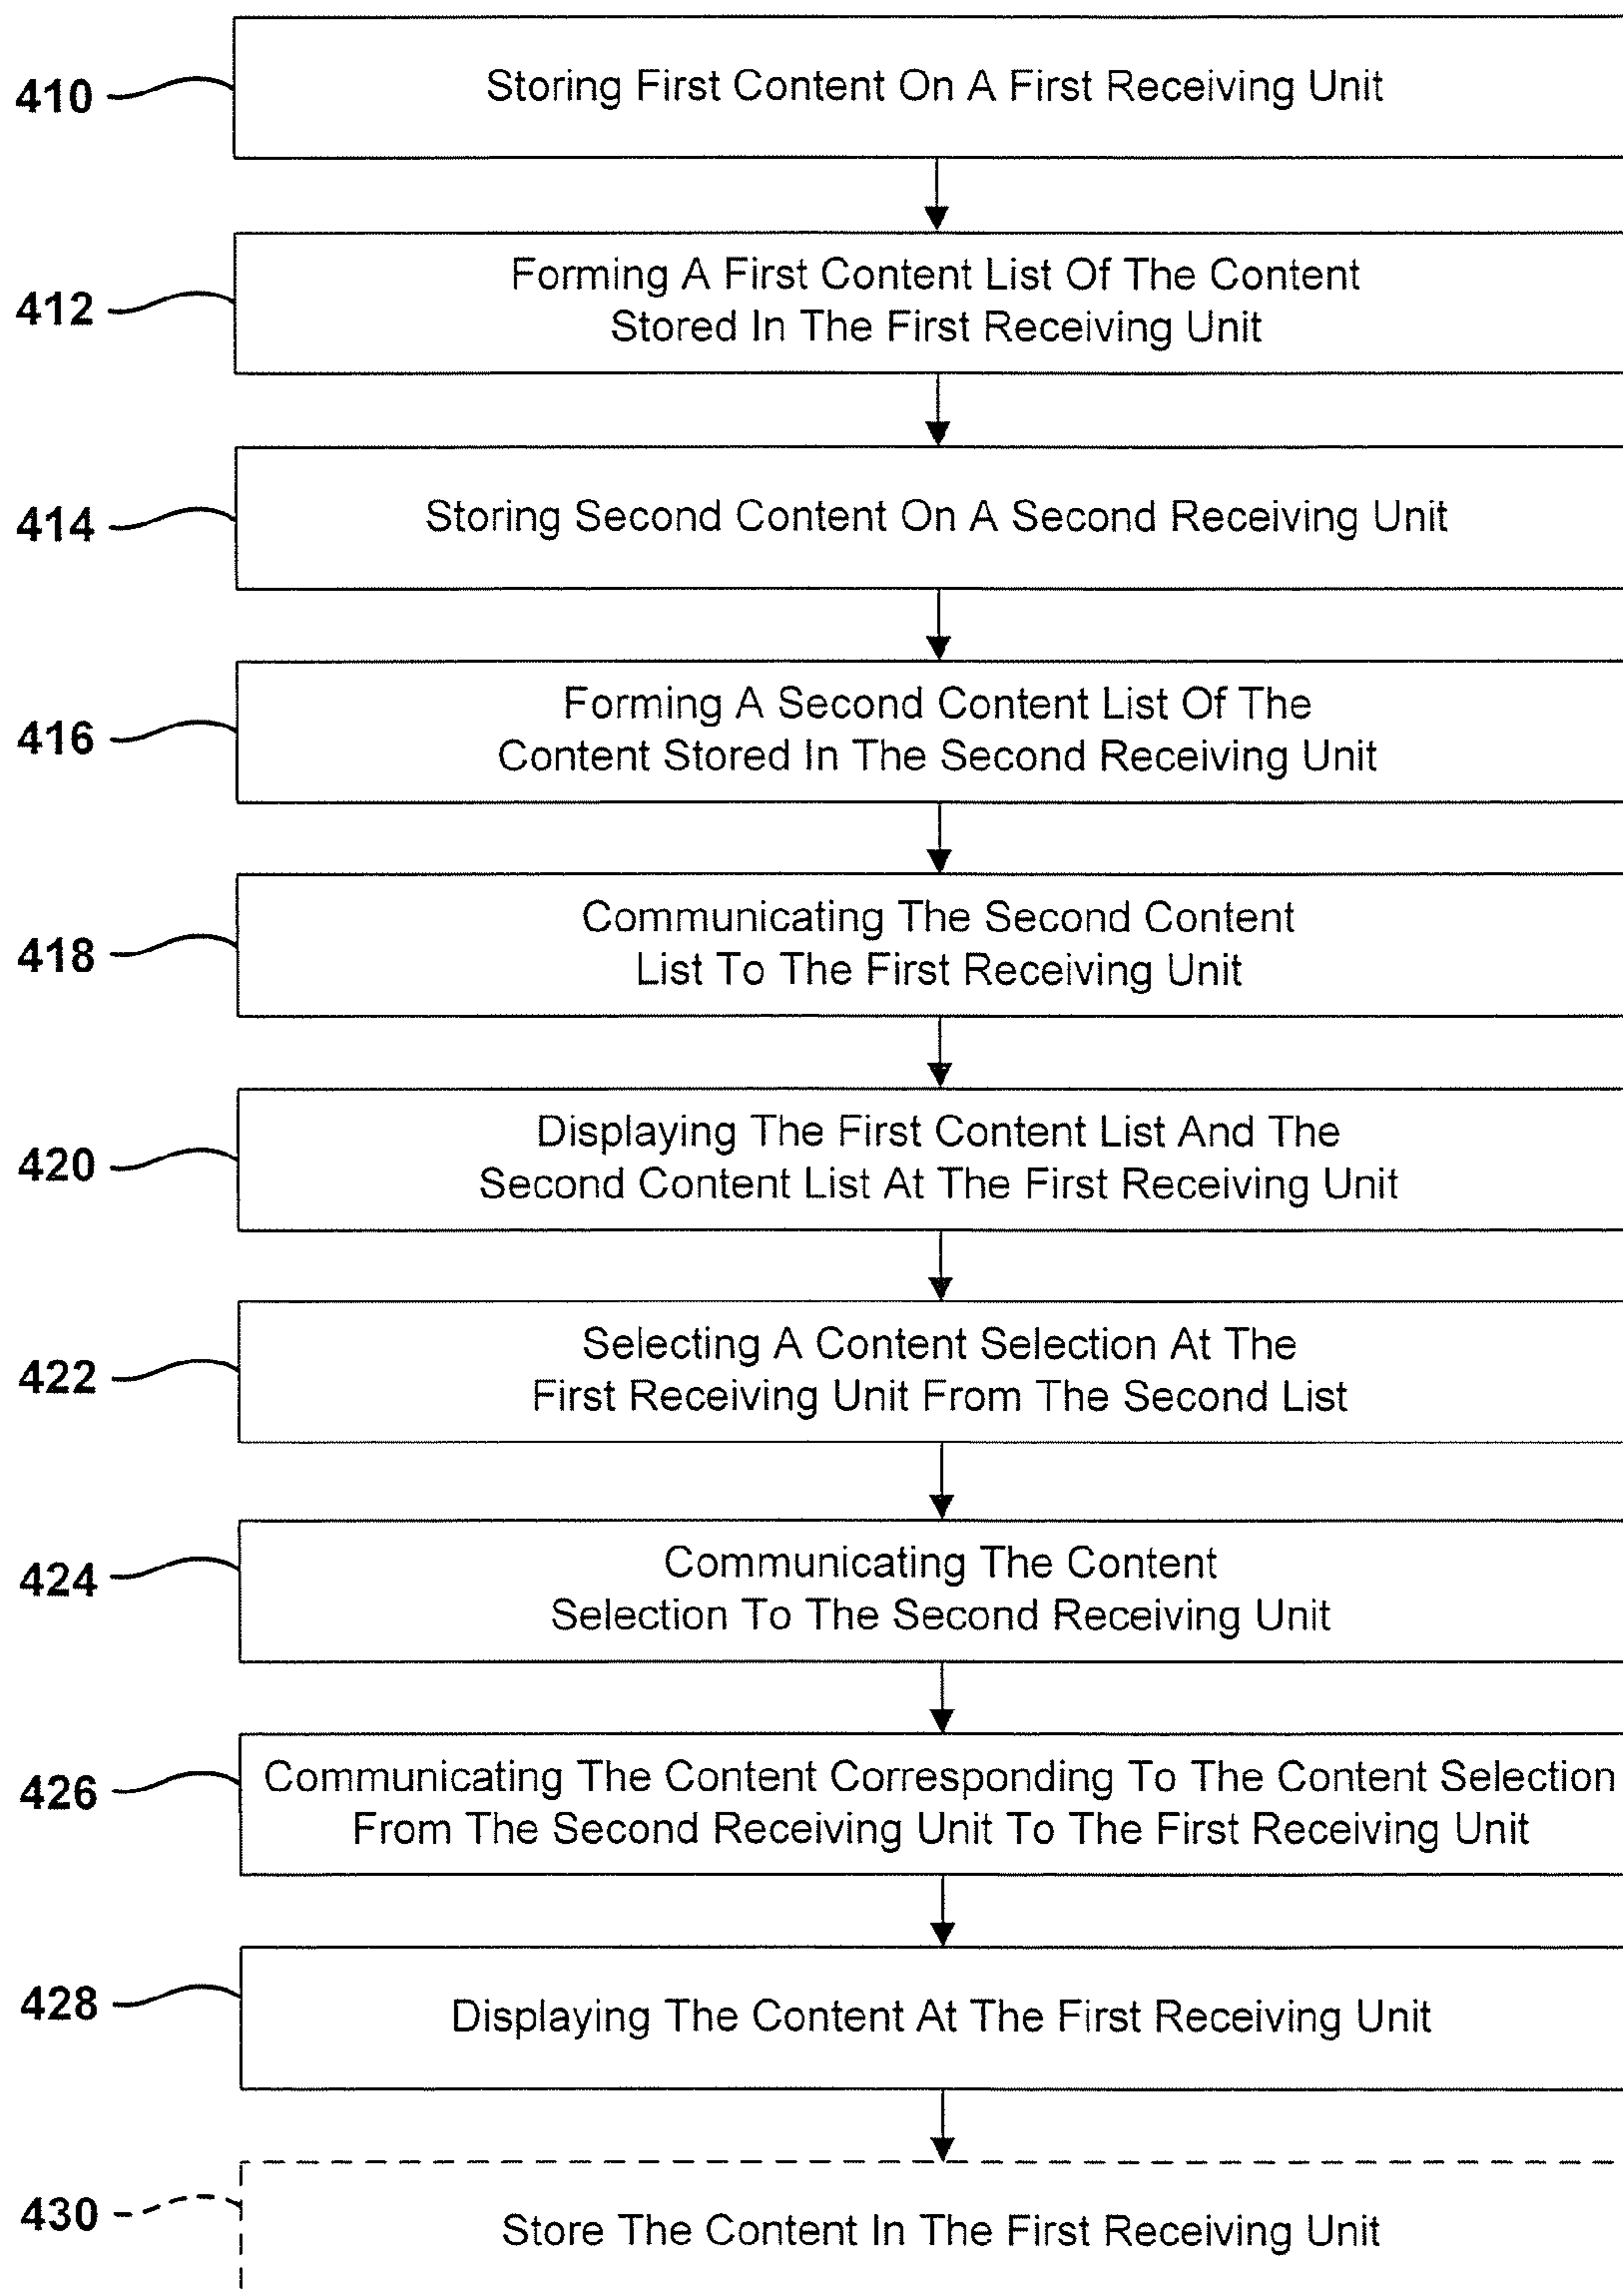 410
Storing First Content On A First Receiving Unit
412
Forming A First Content List Of The Content
Stored In The First Receiving Unit
414
Storing Second Content On A Second Receiving Unit
416
Forming A Second Content List Of The
Content Stored In The Second Receiving Unit
418
Communicating The Second Content
List To The First Receiving Unit
420
Displaying The First Content List And The
Second Content List At The First Receiving Unit
422
Selecting A Content Selection At The
First Receiving Unit From The Second List
424
Communicating The Content
Selection To The Second Receiving Unit
426
Communicating The Content Corresponding To The Content Selection
From The Second Receiving Unit To The First Receiving Unit
428
Displaying The Content At The First Receiving Unit
430
Store The Content In The First Receiving Unit